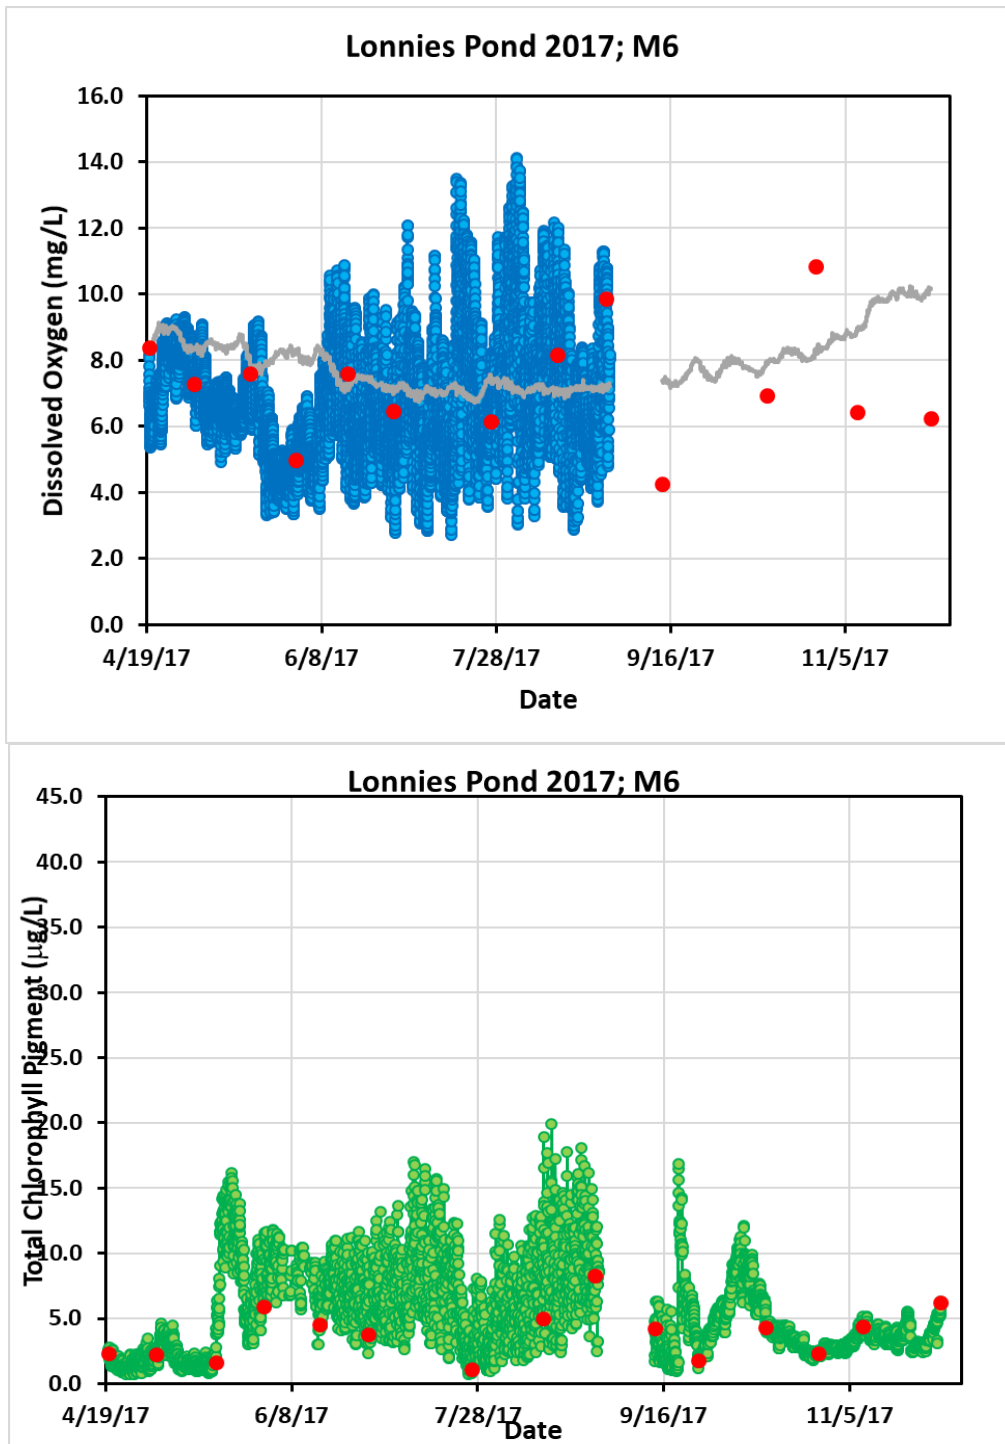 Lonnies Pond 2017; M6
16.0
14.0
12.0
10.0
8.0
6.0
4.0
2.0
0.0
Dissolved Oxygen (mg/L)
4/19/17 6/8/17 7/28/17 9/16/17 11/5/17
Date
Lonnies Pond 2017; M6
45.0
40.0
35.0
30.0
25.0
20.0
15.0
10.0
5.0
0.0
Total Chlorophyll Pigment (μg/L)
4/19/17 6/8/17 7/28/17 9/16/17 11/5/17
Date